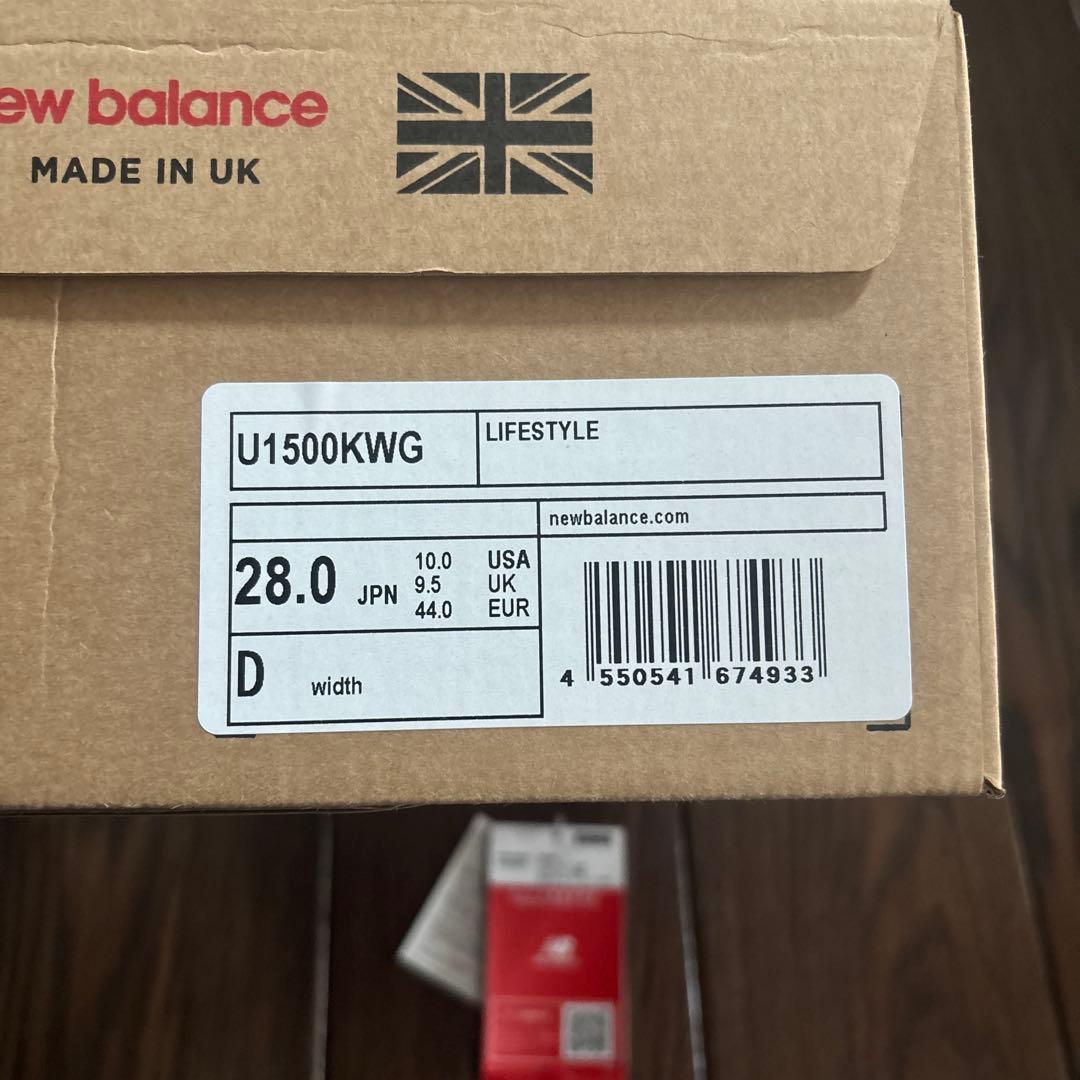 ew balance
MADE IN UK
U1500KWG
LIFESTYLE
newbalance.com
28.0 JPN
10.0 USA
9.5 UK
44.0 EUR
D width
4 550541 674933